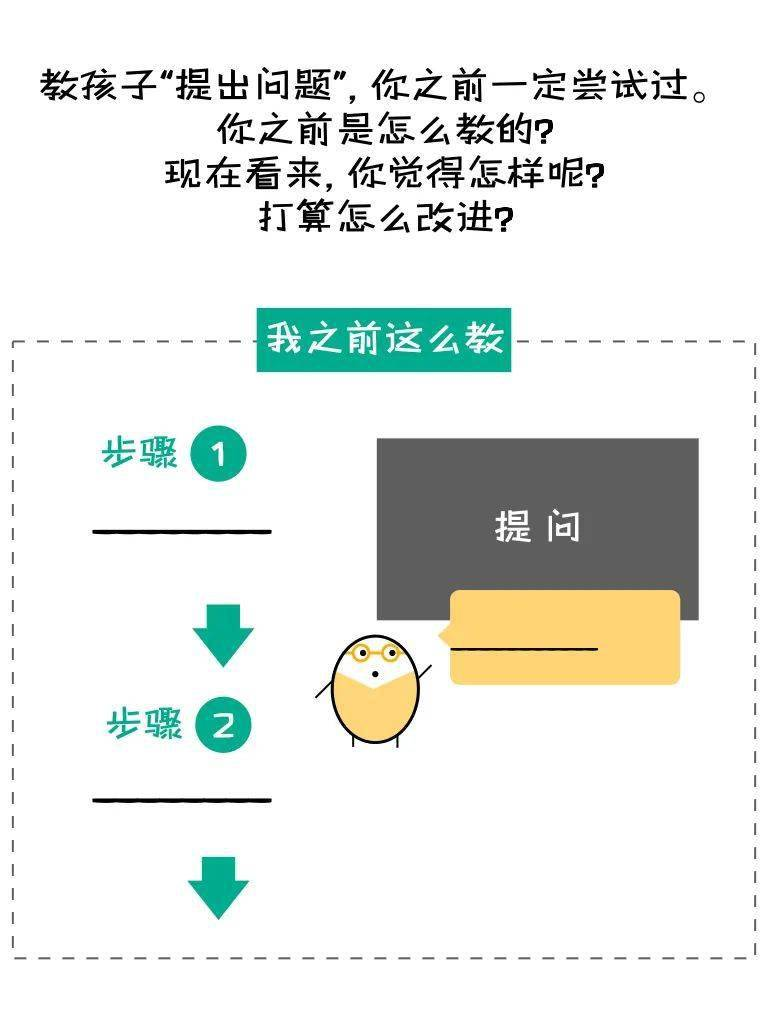 教孩子“提出问题”，你之前一定尝试过。
你之前是怎么教的?
现在看来，你觉得怎样呢?
打算怎么改进?
我之前这么教
步骤 1
提 问
步骤 2